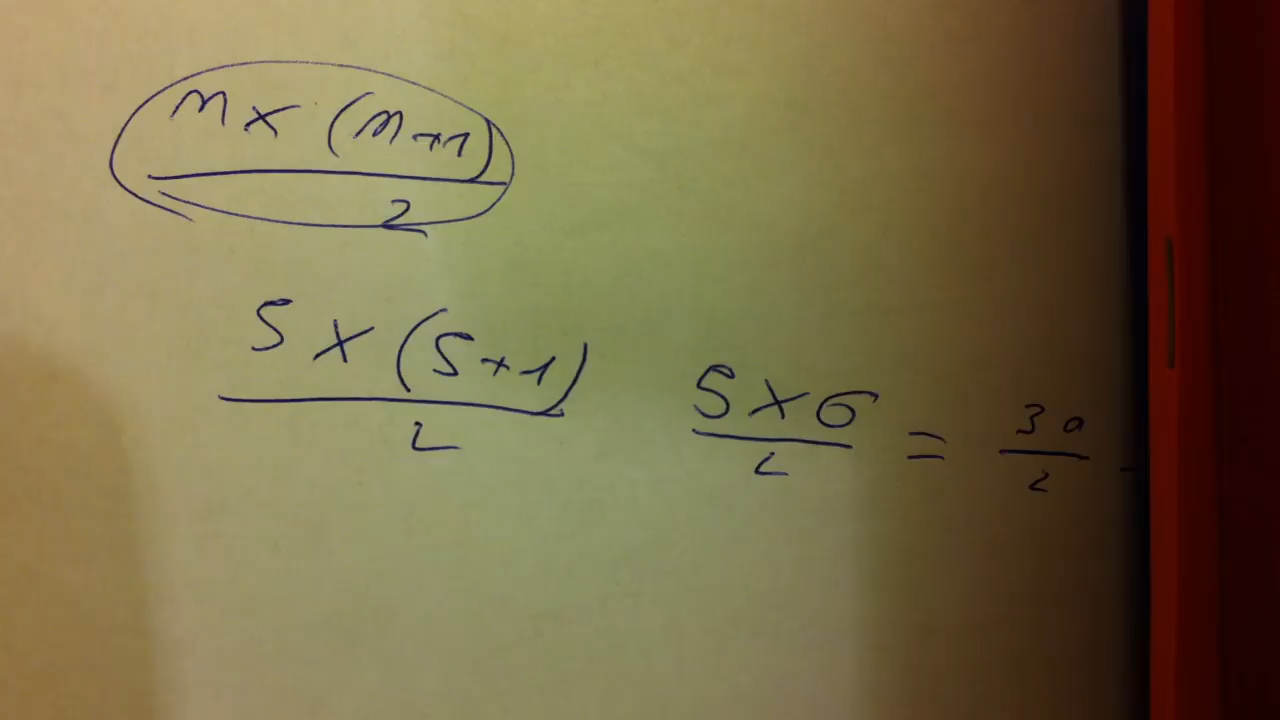 n × (n+1)
2
5 × (5+1)
2
5 × 6 = 30
2 2